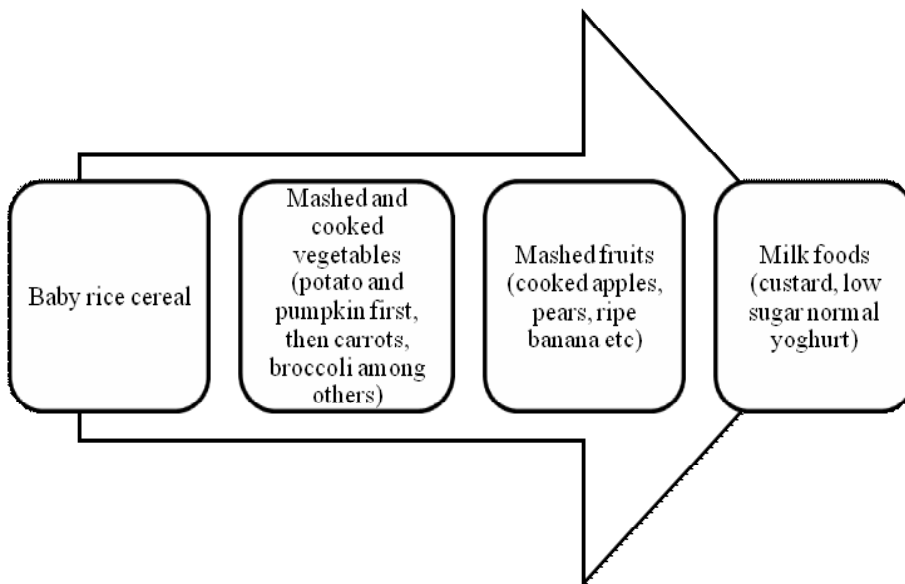 Baby rice cereal
Mashed and
cooked
vegetables
(potato and
pumpkin first,
then carrots,
broccoli among
others)
Mashed fruits
(cooked apples,
pears, ripe
banana etc)
Milk foods
(custard, low
sugar normal
yoghurt)